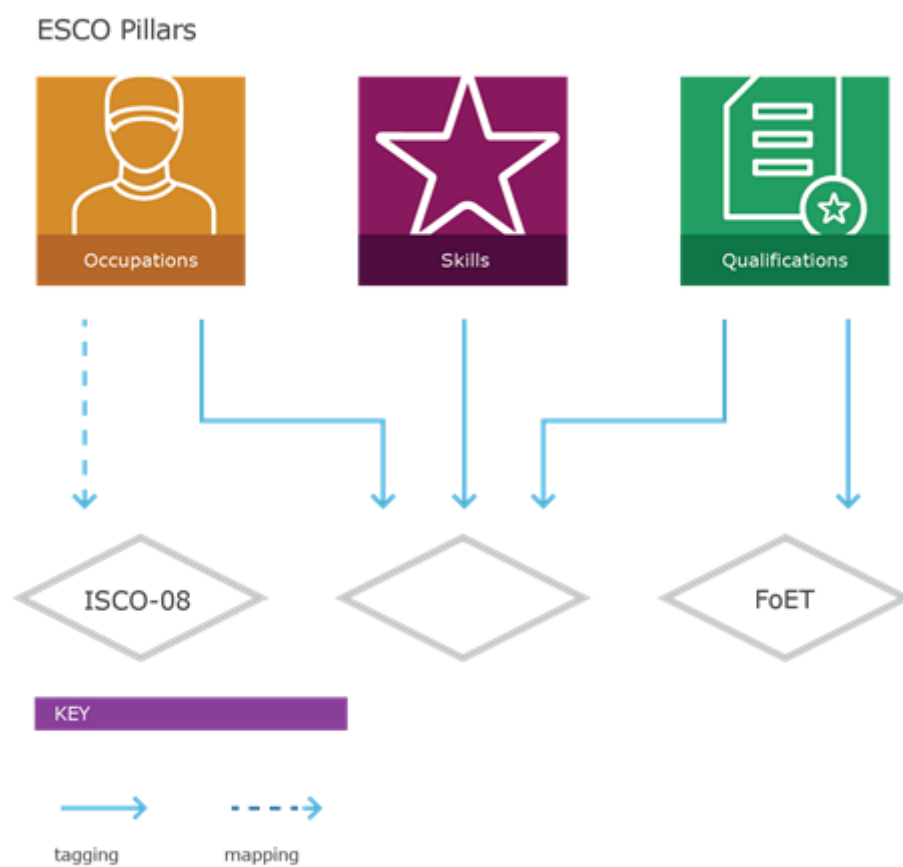 ESCO Pillars
Occupations
Skills
Qualifications
ISCO-08
FoET
KEY
tagging
mapping